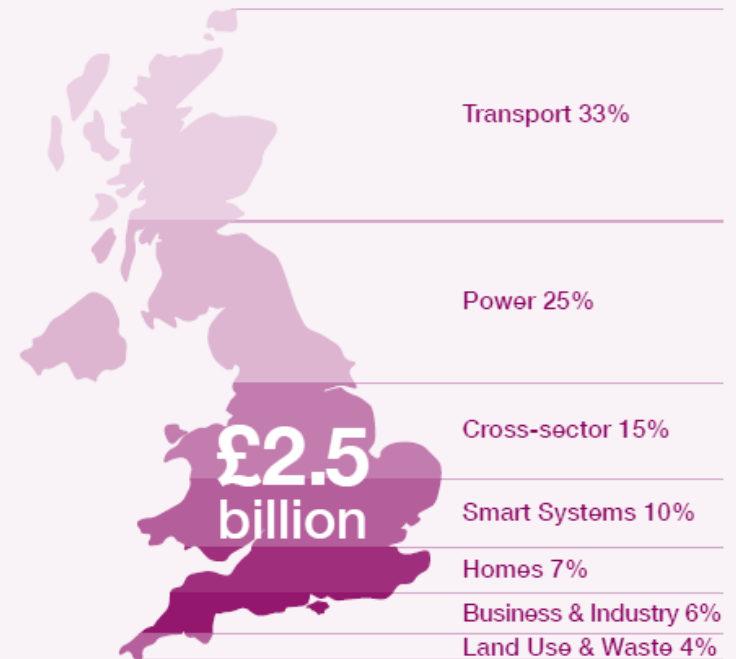 Transport 33%
Power 25%
Cross-sector 15%
£2.5
billion
Smart Systems 10%
Homes 7%
Business & Industry 6%
Land Use & Waste 4%